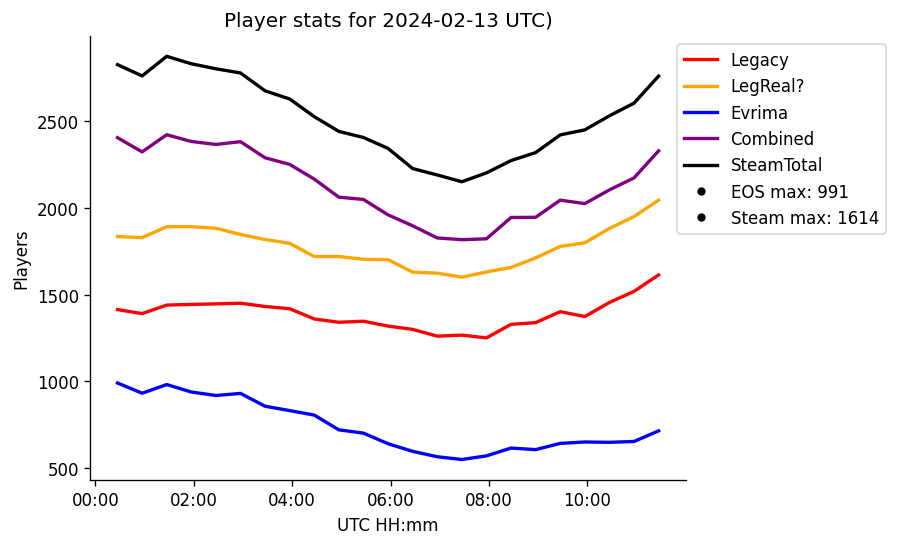 Player stats for 2024-02-13 UTC)
Legacy
LegReal?
Evrima
Combined
SteamTotal
EOS max: 991
Steam max: 1614
Players
2500
2000
1500
1000
500
00:00 02:00 04:00 06:00 08:00 10:00
UTC HH:mm